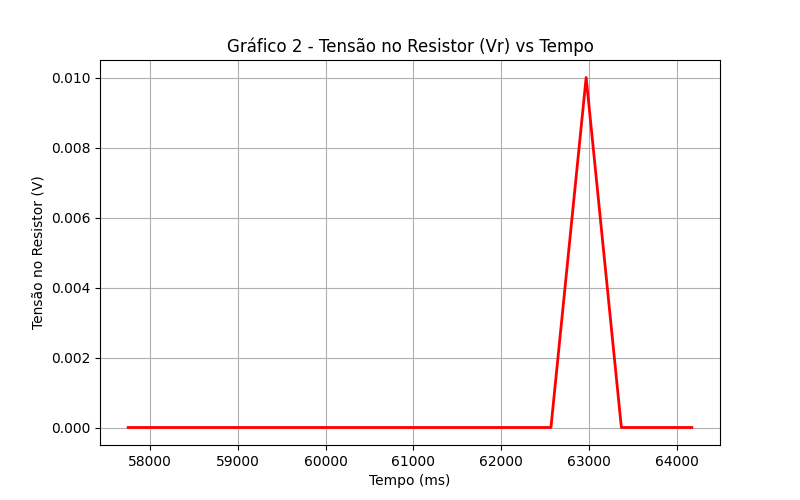 Gráfico 2 - Tensão no Resistor (Vr) vs Tempo
0.010
0.008
0.006
0.004
0.002
0.000
Tensão no Resistor (V)
58000 59000 60000 61000 62000 63000 64000
Tempo (ms)